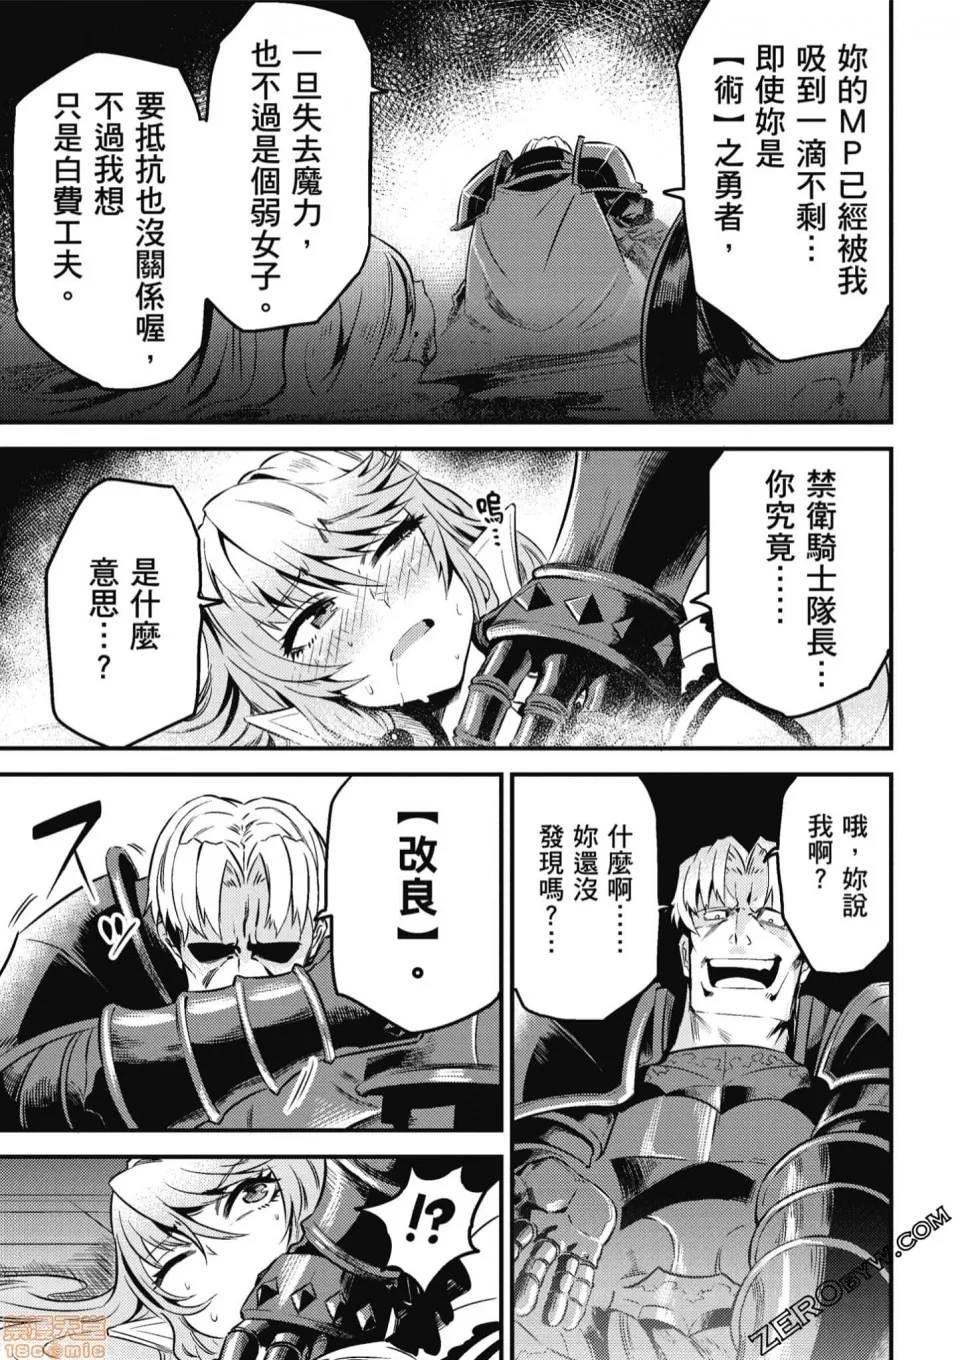 妳的ＭＰ已經被我
吸到一滴不剩…
即使妳是
【術】之勇者，
一旦失去魔力，
也不過是個弱女子。
要抵抗也沒關係喔，
不過我想
只是白費工夫。
禁衛騎士隊長…
你究竟……
嗚…
是什麼
意思…？
哦，妳說
我啊？
什麼啊……
妳還沒
發現嗎？…
【改良】。
スッ
!?
ZEROBYW.COM
18comic